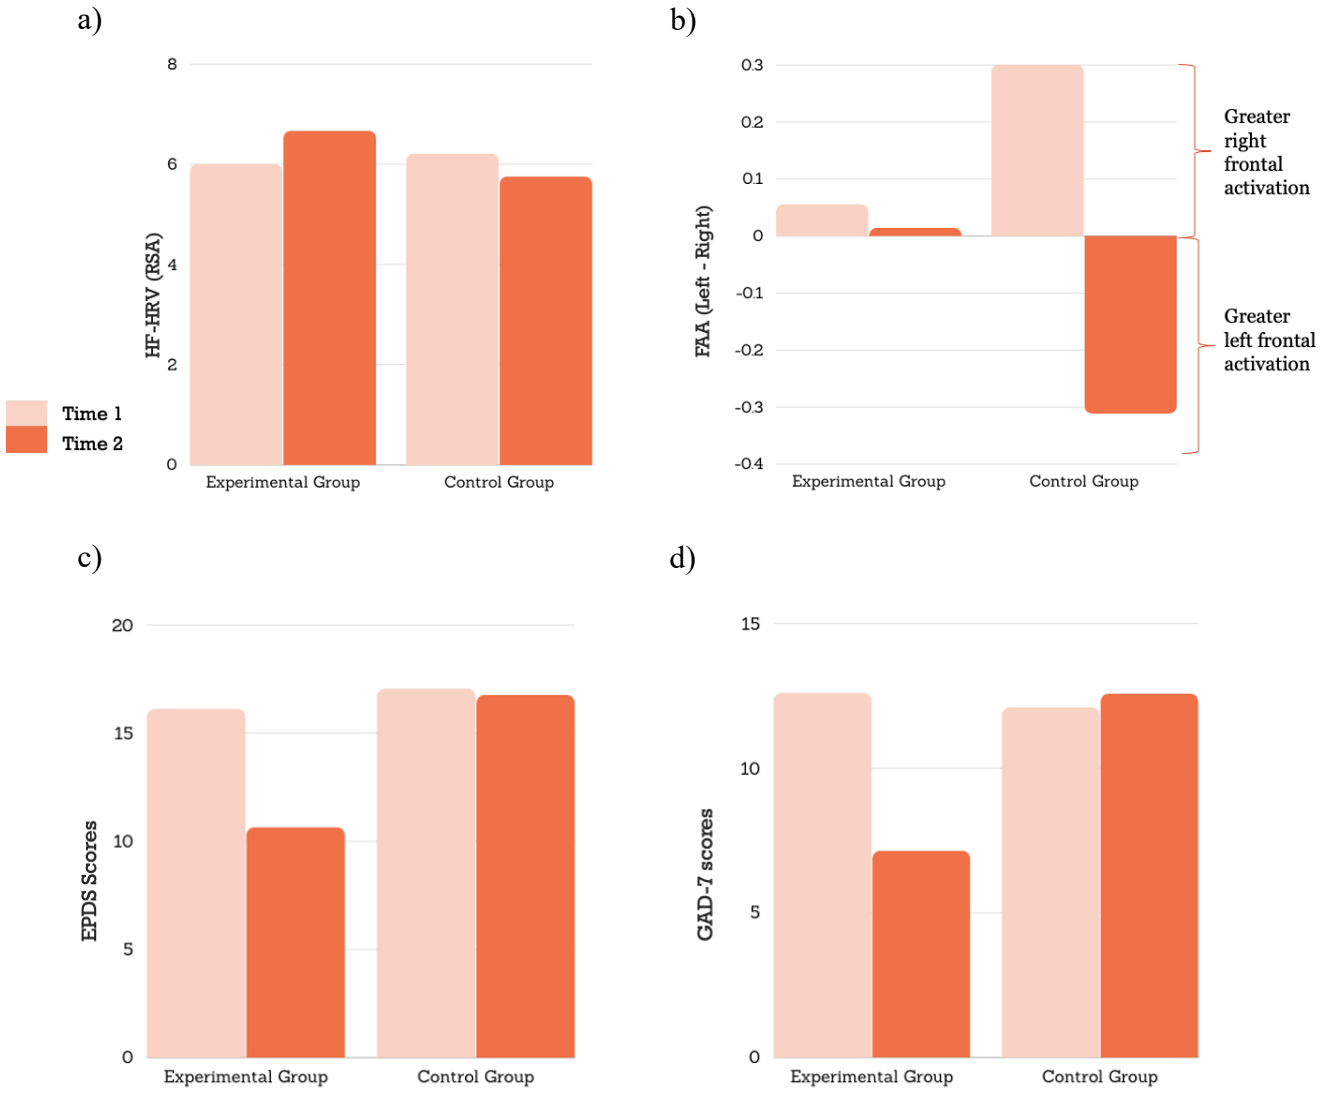 a)
8
6
4
2
0
HF-HRV (RSA)
Experimental Group
Control Group
Time 1
Time 2
b)
0.3
0.2
0.1
0
-0.1
-0.2
-0.3
-0.4
FAA (Left - Right)
Experimental Group
Control Group
Greater
right
frontal
activation
Greater
left frontal
activation
c)
20
15
10
5
0
EPDS Scores
Experimental Group
Control Group
d)
15
10
5
0
GAD-7 scores
Experimental Group
Control Group